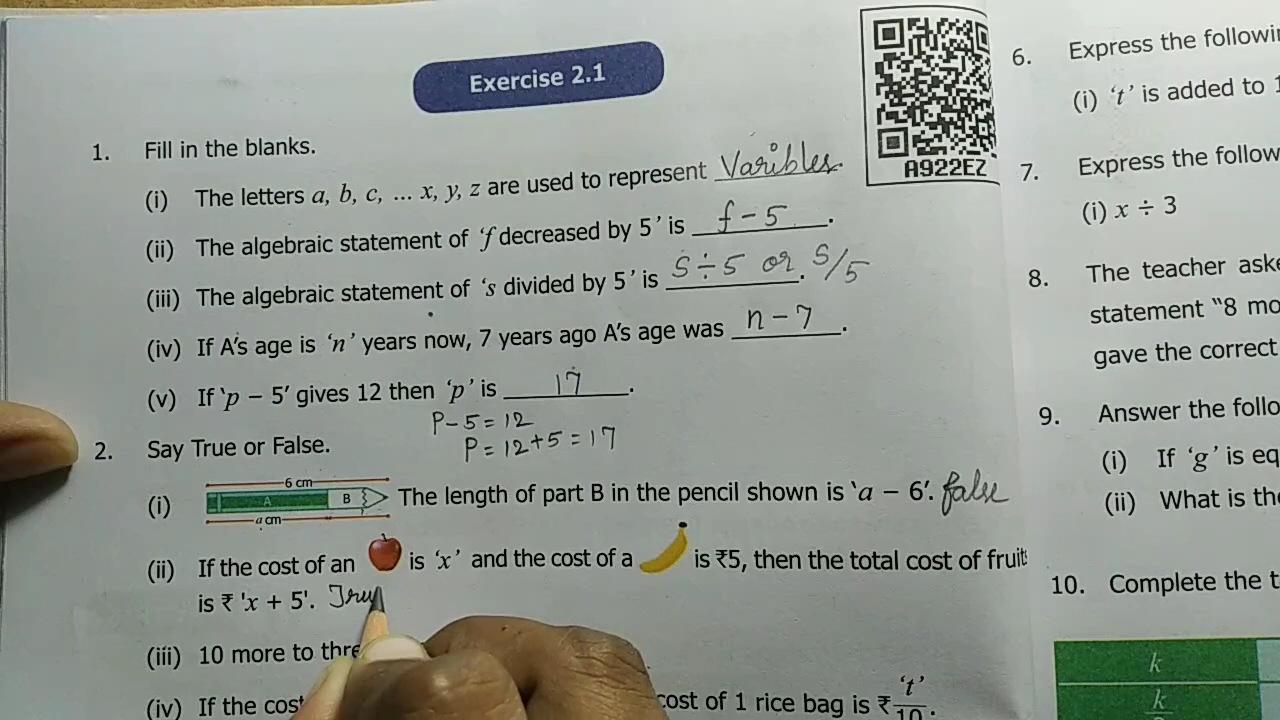 Exercise 2.1
A922EZ
1. Fill in the blanks.
(i) The letters a, b, c, ... x, y, z are used to represent Varibles.
(ii) The algebraic statement of ‘f decreased by 5’ is f - 5.
(iii) The algebraic statement of ‘s divided by 5’ is S ÷ 5 or S/5.
(iv) If A’s age is ‘n’ years now, 7 years ago A’s age was n - 7.
(v) If ‘p – 5’ gives 12 then ‘p’ is 17.
P - 5 = 12
P = 12 + 5 = 17
2. Say True or False.
6 cm
(i) A B The length of part B in the pencil shown is ‘a – 6’. false
a cm
(ii) If the cost of an is ‘x’ and the cost of a is ₹5, then the total cost of fruits
is ₹ 'x + 5'. Tru
(iii) 10 more to thre
(iv) If the cost cost of 1 rice bag is ₹ ‘t’/10.
6. Express the followi
(i) ‘t’ is added to 1
7. Express the follow
(i) x ÷ 3
8. The teacher aske
statement “8 mo
gave the correct
9. Answer the follo
(i) If ‘g’ is eq
(ii) What is the
10. Complete the t
k
k